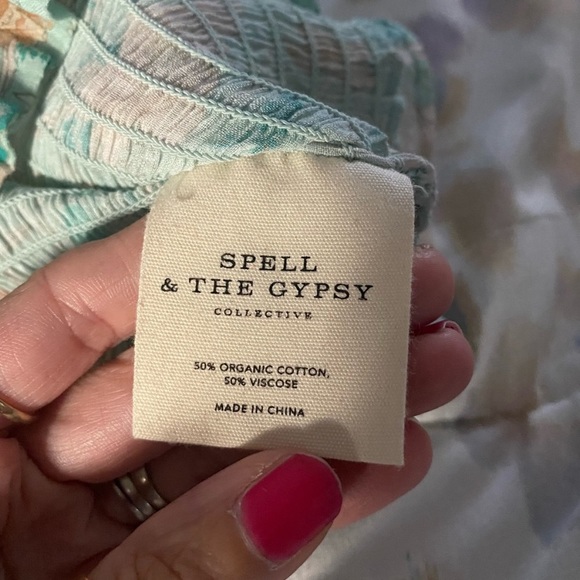 SPELL
& THE GYPSY
COLLECTIVE
50% ORGANIC COTTON,
50% VISCOSE
MADE IN CHINA